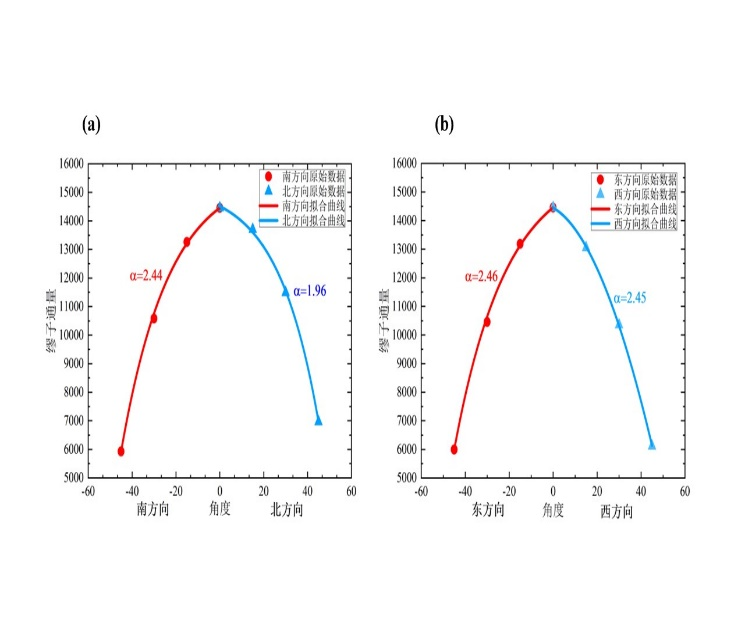 (a)
16000
15000
14000
13000
12000
11000
10000
9000
8000
7000
6000
5000
缪子通量
南方向原始数据
北方向原始数据
南方向拟合曲线
北方向拟合曲线
α=2.44
α=1.96
-60 -40 -20 0 20 40 60
南方向 角度 北方向
(b)
16000
15000
14000
13000
12000
11000
10000
9000
8000
7000
6000
5000
缪子通量
东方向原始数据
西方向原始数据
东方向拟合曲线
西方向拟合曲线
α=2.46
α=2.45
-60 -40 -20 0 20 40 60
东方向 角度 西方向